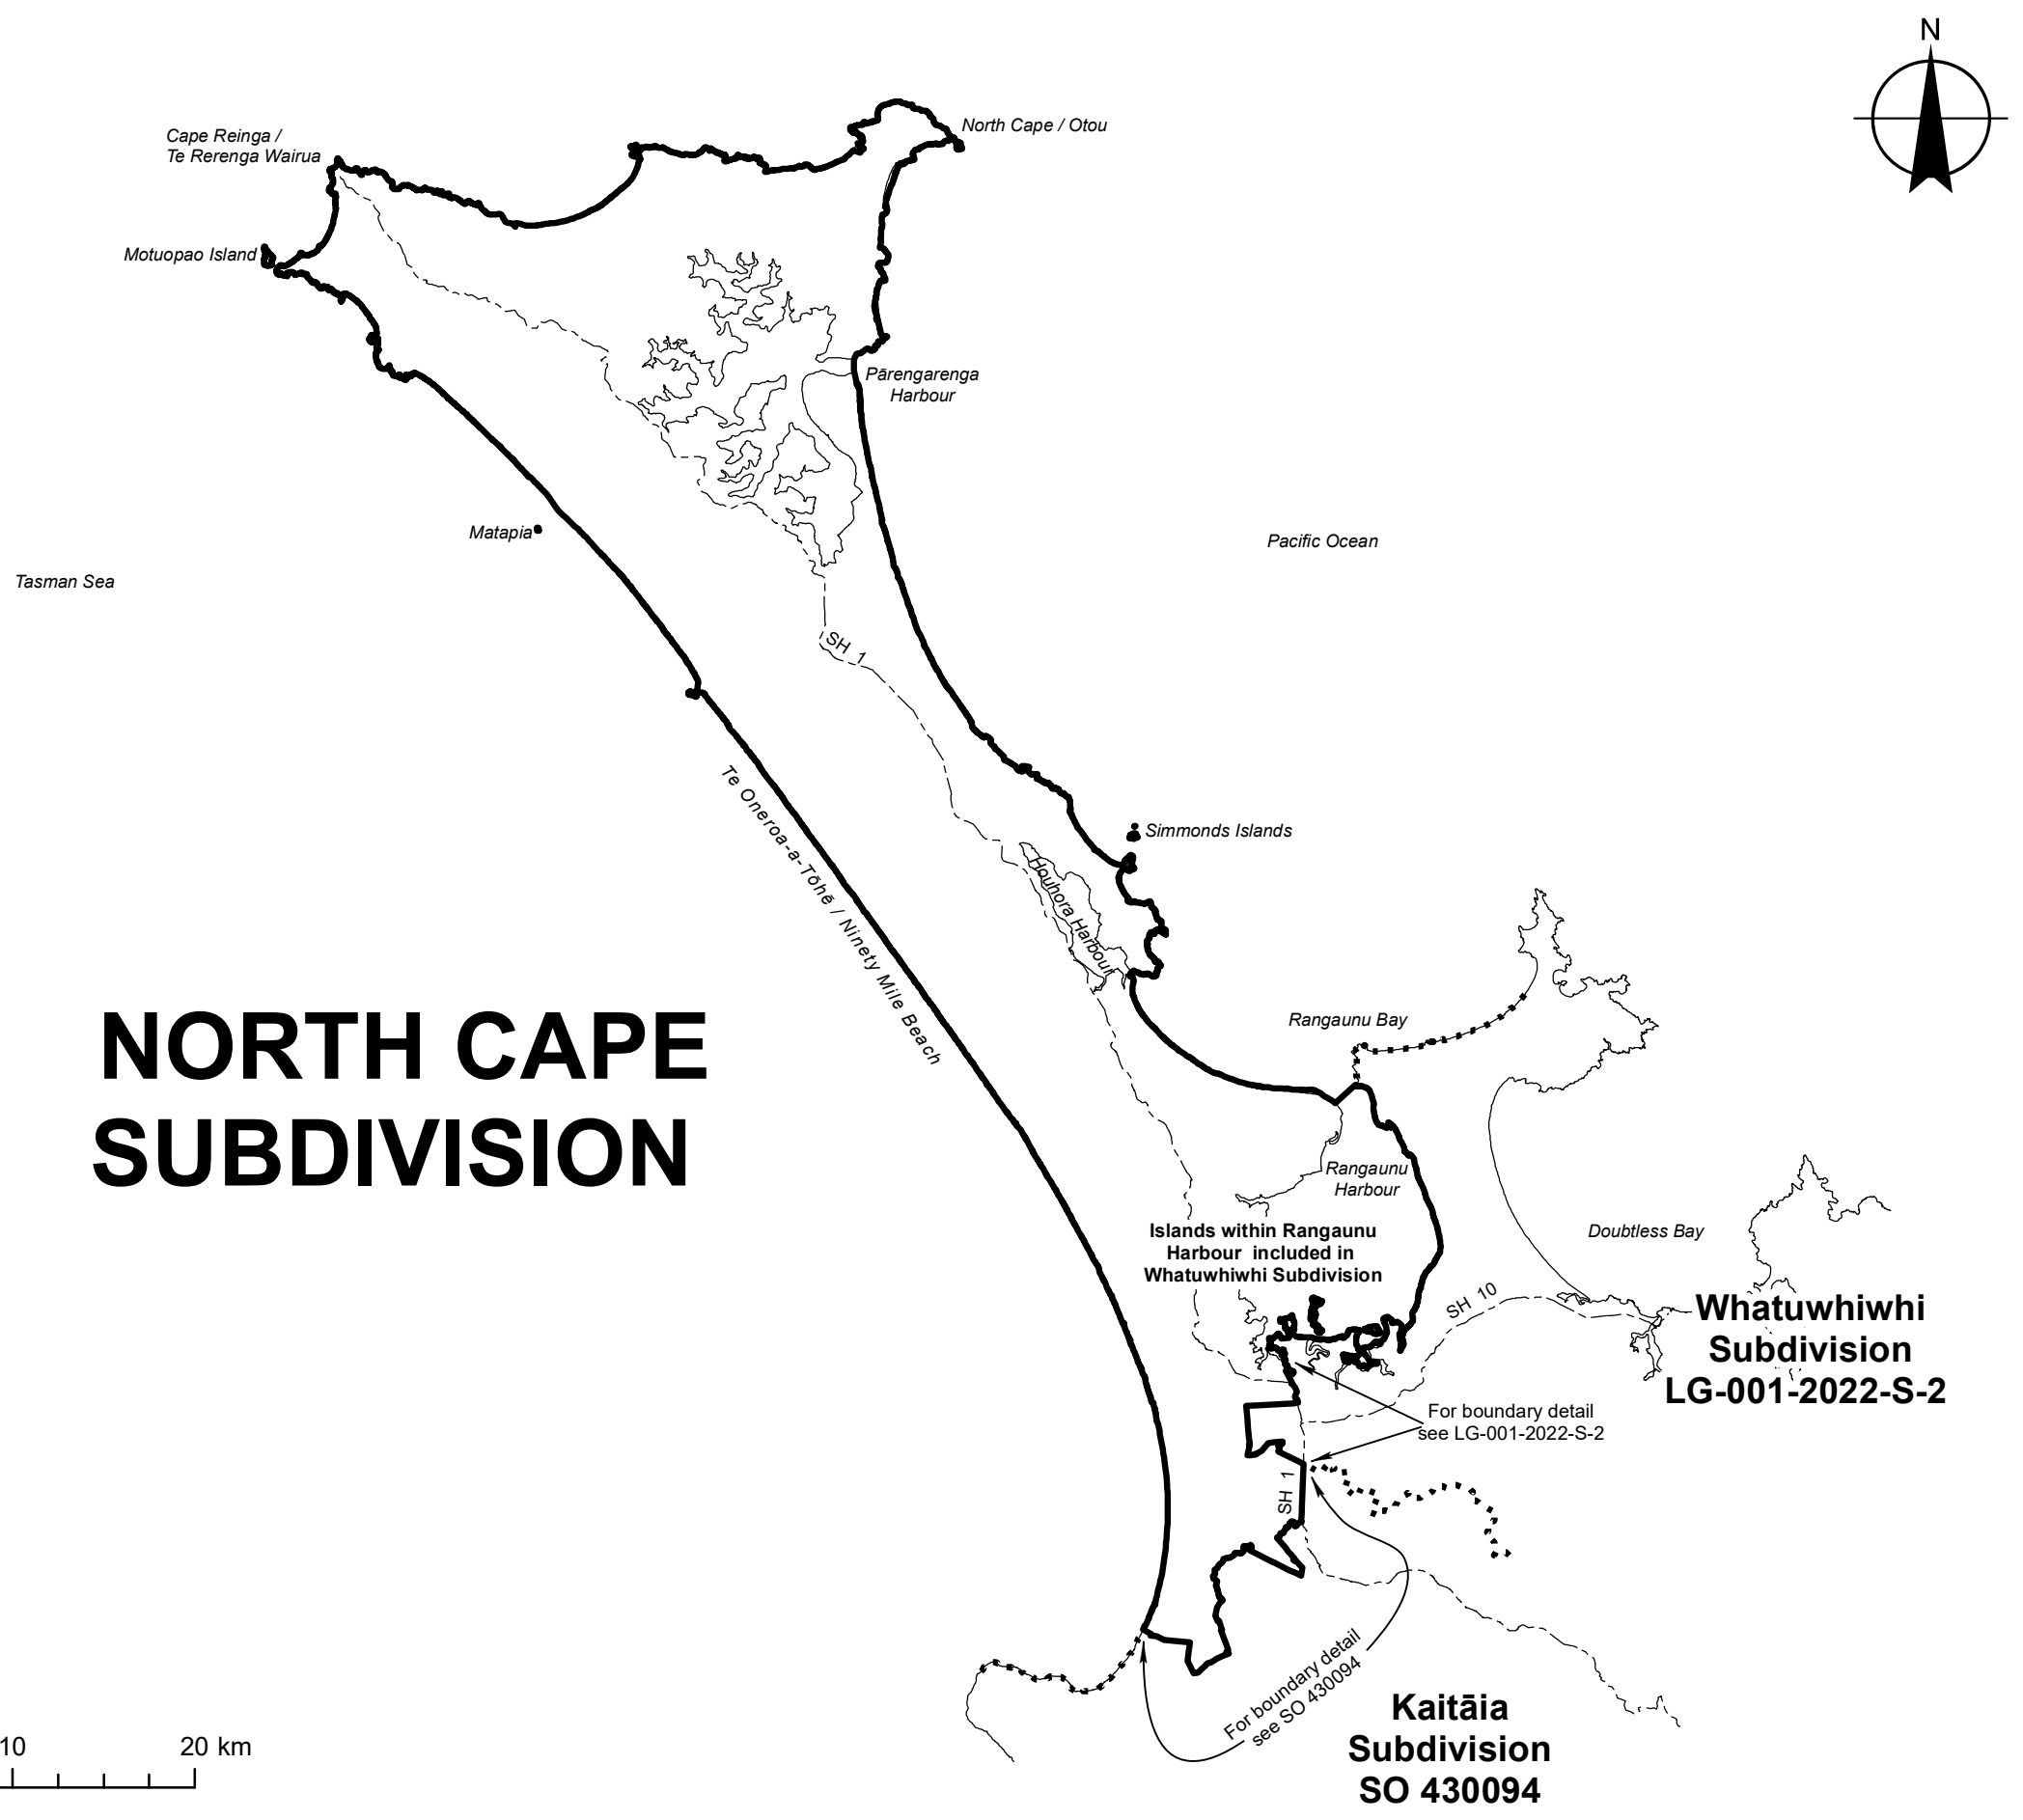 N
North Cape / Otou
Cape Reinga /
Te Rerenga Wairua
Motuopao Island
Pārengarenga
Harbour
Matapia
Pacific Ocean
Tasman Sea
SH 1
Te Oneroa-a-Tōhē / Ninety Mile Beach
Simmonds Islands
Houhora Harbour
NORTH CAPE
SUBDIVISION
Rangaunu Bay
Rangaunu
Harbour
Islands within Rangaunu
Harbour included in
Whatuwhiwhi Subdivision
Doubtless Bay
SH 10
Whatuwhiwhi
Subdivision
LG-001-2022-S-2
For boundary detail
see LG-001-2022-S-2
SH 1
For boundary detail
see SO 430094
Kaitāia
Subdivision
SO 430094
10
20 km